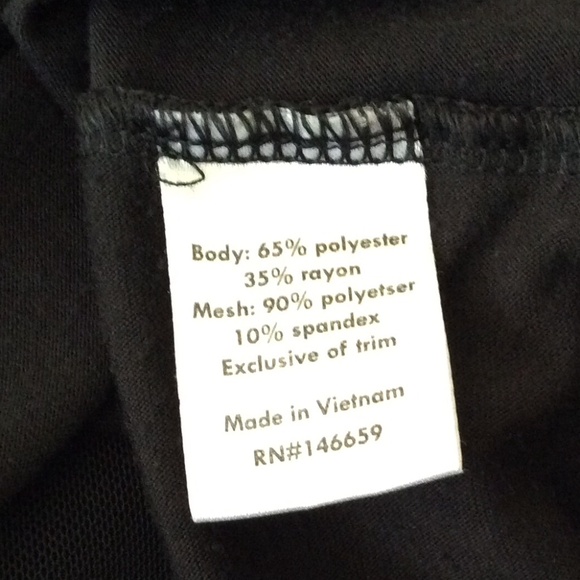 Body: 65% polyester
35% rayon
Mesh: 90% polyetser
10% spandex
Exclusive of trim
Made in Vietnam
RN#146659